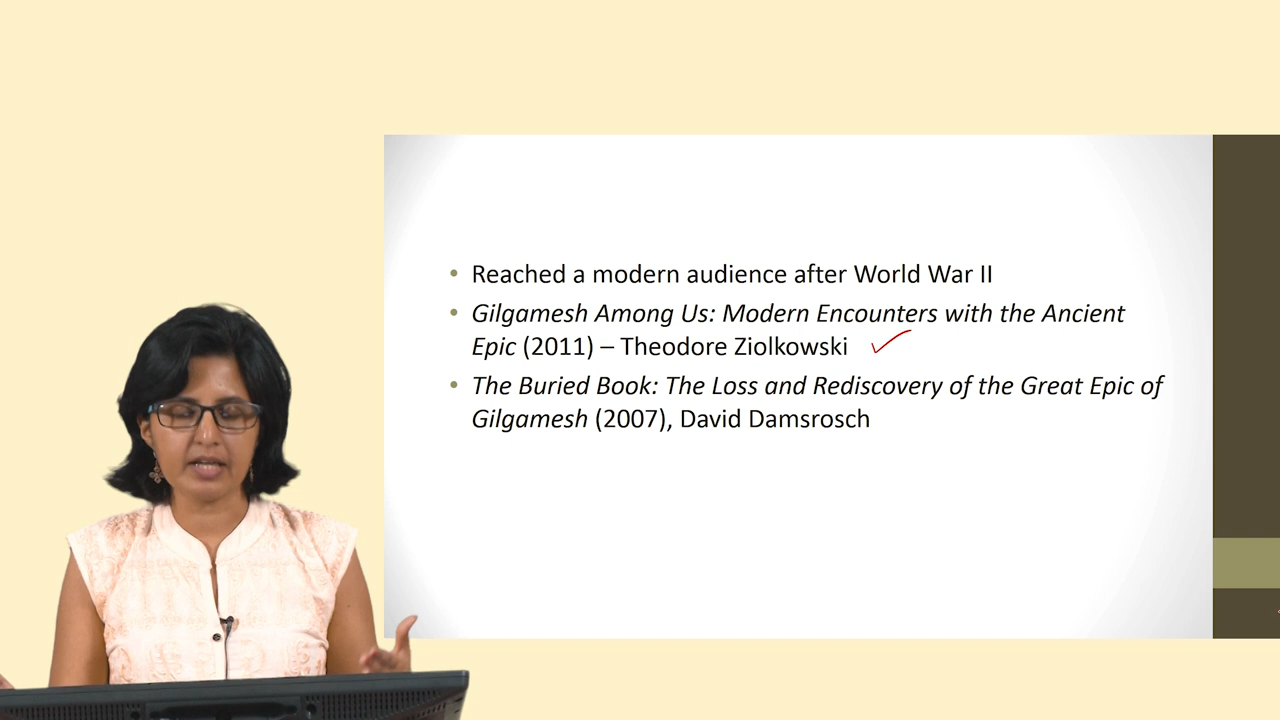 • Reached a modern audience after World War II
• Gilgamesh Among Us: Modern Encounters with the Ancient
Epic (2011) – Theodore Ziolkowski
• The Buried Book: The Loss and Rediscovery of the Great Epic of
Gilgamesh (2007), David Damsrosch